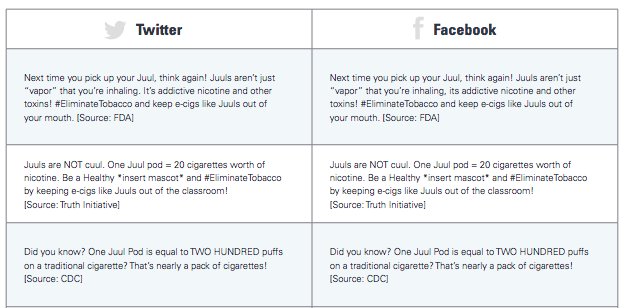 Twitter
Facebook
Next time you pick up your Juul, think again! Juuls aren't just
"vapor" that you're inhaling. It's addictive nicotine and other
toxins! #EliminateTobacco and keep e-cigs like Juuls out of
your mouth. [Source: FDA]
Next time you pick up your Juul, think again! Juuls aren't just
"vapor" that you're inhaling, its addictive nicotine and other
toxins! #EliminateTobacco and keep e-cigs like Juuls out of
your mouth. [Source: FDA]
Juuls are NOT cuul. One Juul pod = 20 cigarettes worth of
nicotine. Be a Healthy *insert mascot* and #EliminateTobacco
by keeping e-cigs like Juuls out of the classroom!
[Source: Truth Initiative]
Juuls are NOT cuul. One Juul pod = 20 cigarettes worth of
nicotine. Be a Healthy *insert mascot* and #EliminateTobacco
by keeping e-cigs like Juuls out of the classroom!
[Source: Truth Initiative]
Did you know? One Juul Pod is equal to TWO HUNDRED puffs
on a traditional cigarette? That's nearly a pack of cigarettes!
[Source: CDC]
Did you know? One Juul Pod is equal to TWO HUNDRED puffs
on a traditional cigarette? That's nearly a pack of cigarettes!
[Source: CDC]